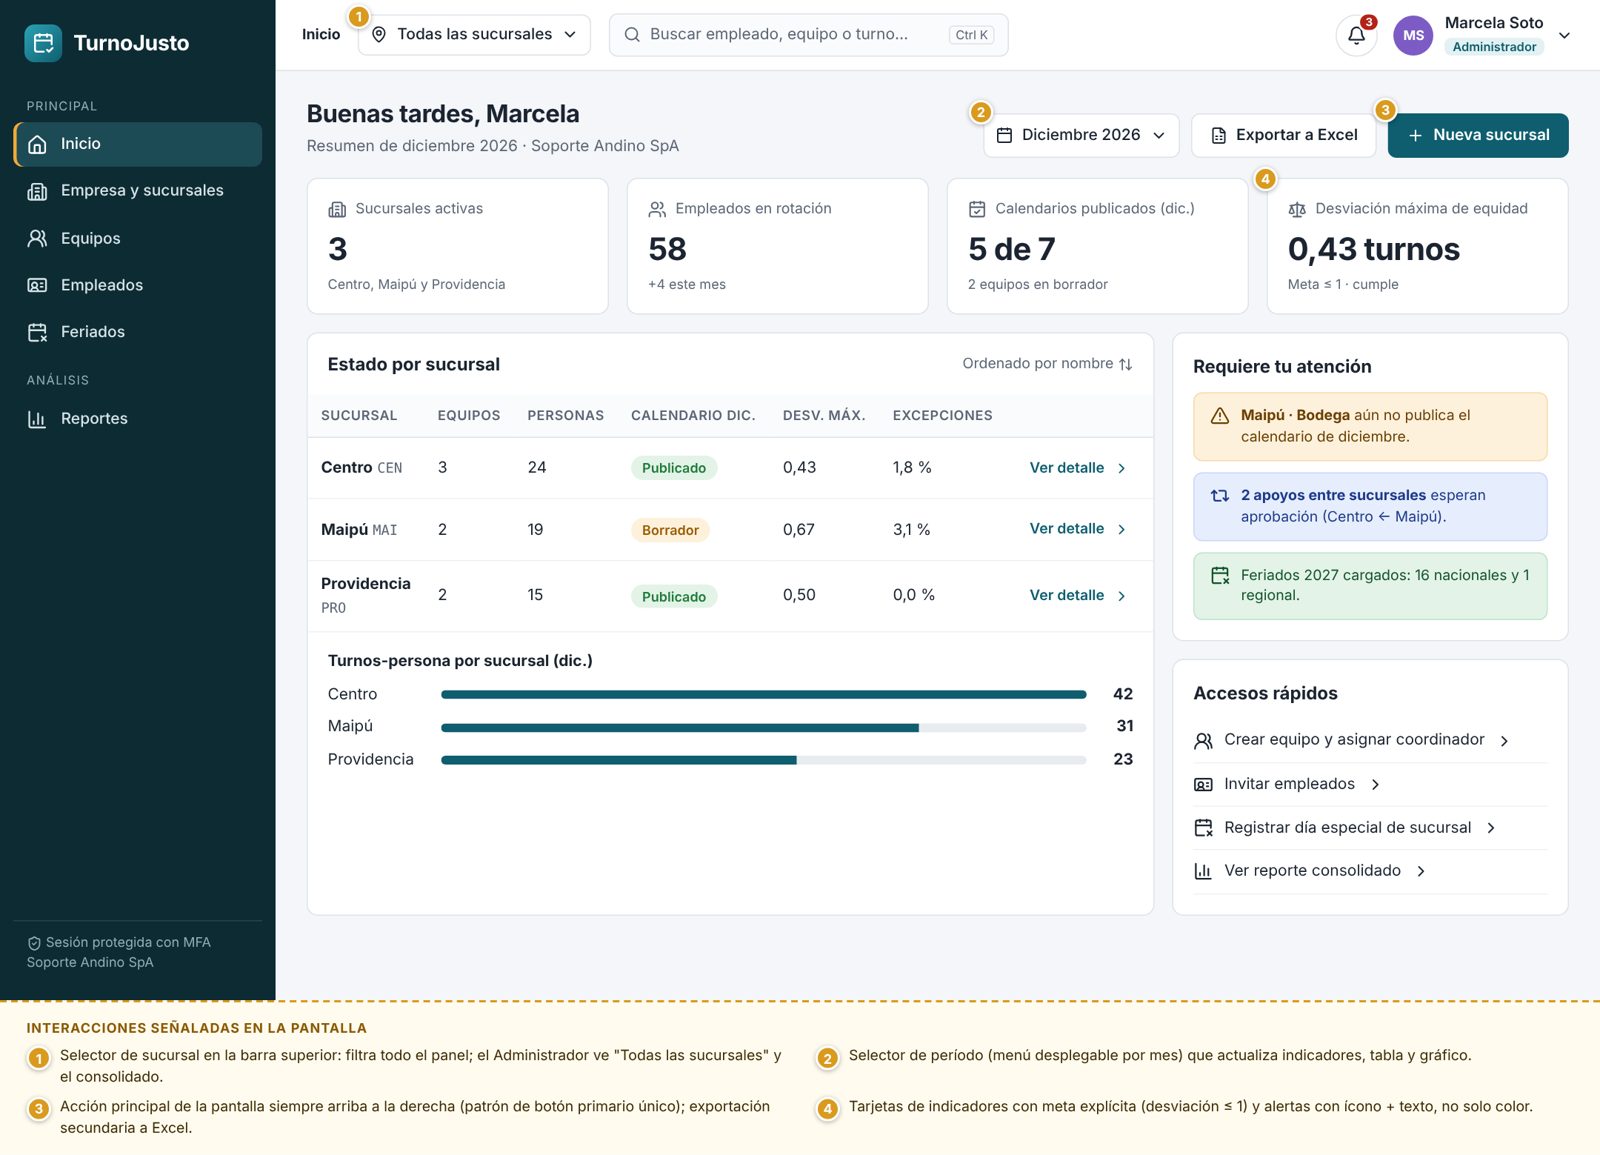 TurnoJusto
PRINCIPAL
Inicio
Empresa y sucursales
Equipos
Empleados
Feriados
ANÁLISIS
Reportes
Sesión protegida con MFA
Soporte Andino SpA
Inicio
1
Todas las sucursales
Buscar empleado, equipo o turno...
Ctrl K
3
MS
Marcela Soto
Administrador
Buenas tardes, Marcela
Resumen de diciembre 2026 · Soporte Andino SpA
2
Diciembre 2026
Exportar a Excel
3
+ Nueva sucursal
Sucursales activas
3
Centro, Maipú y Providencia
Empleados en rotación
58
+4 este mes
Calendarios publicados (dic.)
5 de 7
2 equipos en borrador
4
Desviación máxima de equidad
0,43 turnos
Meta ≤ 1 · cumple
Estado por sucursal
Ordenado por nombre
SUCURSAL EQUIPOS PERSONAS CALENDARIO DIC. DESV. MÁX. EXCEPCIONES
Centro CEN 3 24 Publicado 0,43 1,8 % Ver detalle
Maipú MAI 2 19 Borrador 0,67 3,1 % Ver detalle
Providencia
PRO 2 15 Publicado 0,50 0,0 % Ver detalle
Turnos-persona por sucursal (dic.)
Centro 42
Maipú 31
Providencia 23
Requiere tu atención
Maipú · Bodega aún no publica el
calendario de diciembre.
2 apoyos entre sucursales esperan
aprobación (Centro ← Maipú).
Feriados 2027 cargados: 16 nacionales y 1
regional.
Accesos rápidos
Crear equipo y asignar coordinador
Invitar empleados
Registrar día especial de sucursal
Ver reporte consolidado
INTERACCIONES SEÑALADAS EN LA PANTALLA
1 Selector de sucursal en la barra superior: filtra todo el panel; el Administrador ve "Todas las sucursales" y
el consolidado.
2 Selector de período (menú desplegable por mes) que actualiza indicadores, tabla y gráfico.
3 Acción principal de la pantalla siempre arriba a la derecha (patrón de botón primario único); exportación
secundaria a Excel.
4 Tarjetas de indicadores con meta explícita (desviación ≤ 1) y alertas con ícono + texto, no solo color.